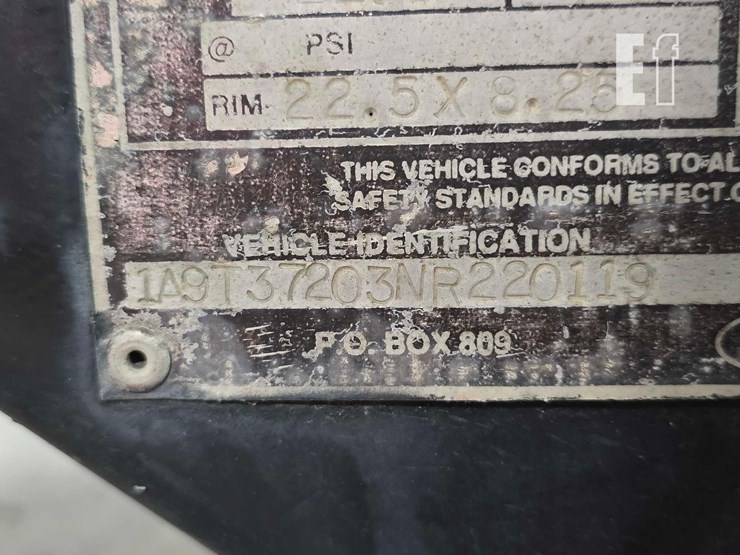 Ef
@ PSI
RIM- 22.5X8.25
THIS VEHICLE CONFORMS TO AL
SAFETY STANDARDS IN EFFECT O
VEHICLE IDENTIFICATION
1A9T37203NR220119
P.O. BOX 809